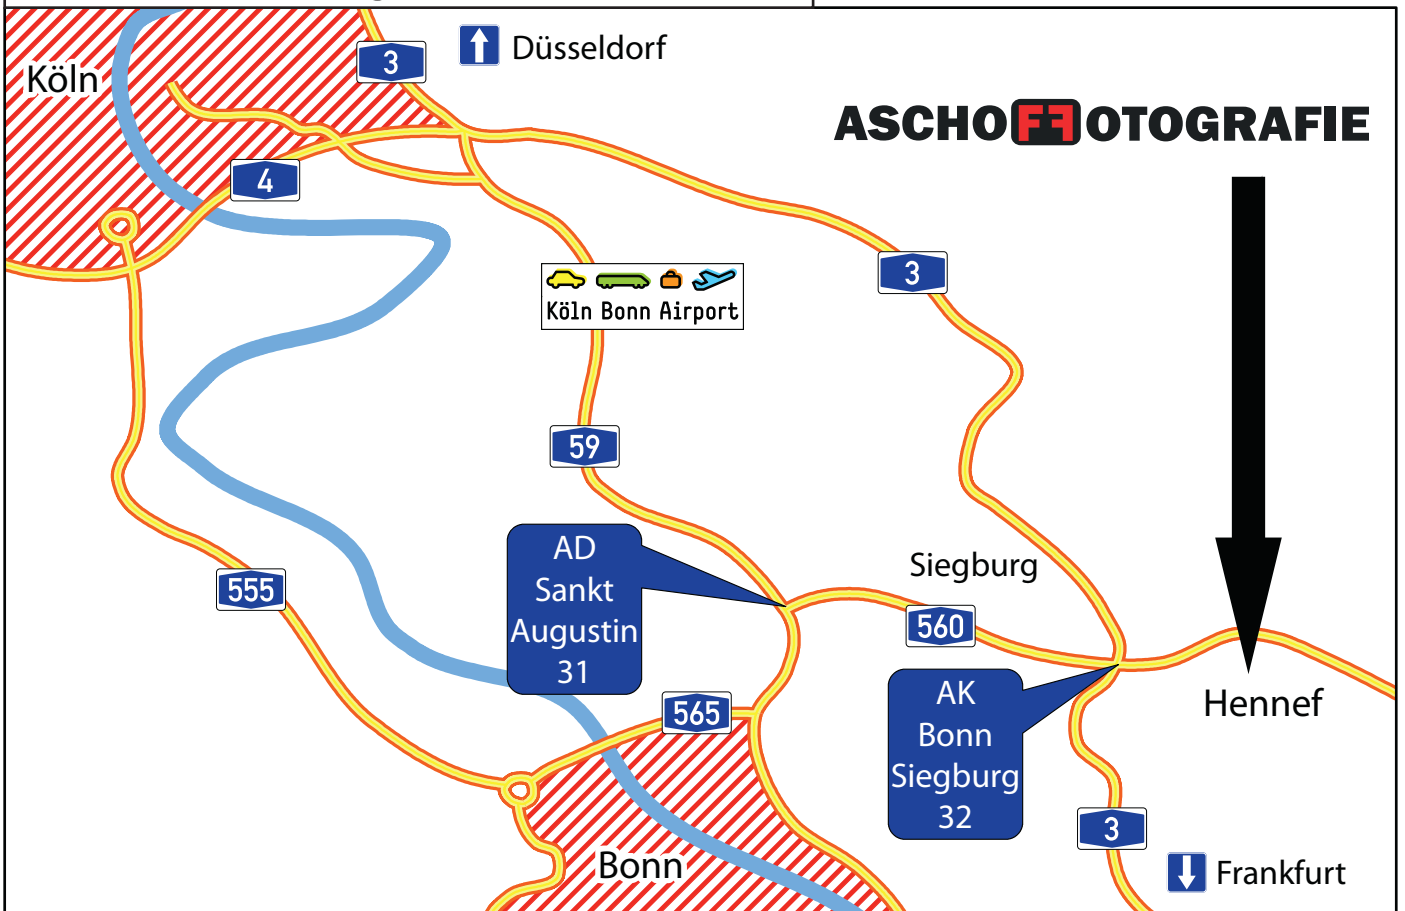 Düsseldorf
3
Köln
ASCHOFFOTOGRAFIE
4
3
Köln Bonn Airport
59
AD
Sankt
Augustin
31
Siegburg
555
560
565
AK
Bonn
Siegburg
32
Hennef
3
Bonn
Frankfurt